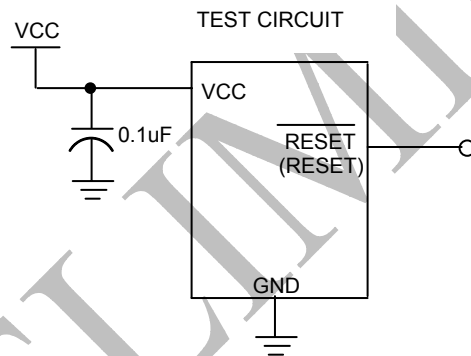 TEST CIRCUIT
VCC
VCC
0.1uF
RESET
(RESET)
GND